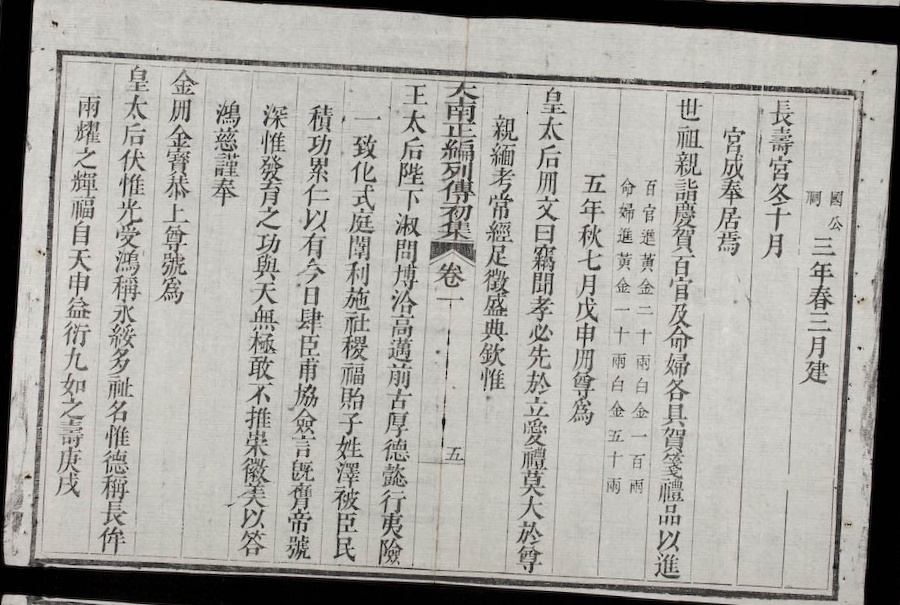 國公
祠
三年春三月建
長壽宮冬十月
宮成奉居焉
世祖親詣慶賀百官及命婦各具賀箋禮品以進
百官進黃金二十兩白金一百兩
命婦進黃金一十兩白金五十兩
五年秋七月戊申冊尊爲
皇太后冊文曰竊聞孝必先於立愛禮莫大於尊
親緬考常經足徵盛典欽惟
大南正編列傳初集
卷一
五
王太后陛下淑問博洽高邁前古厚德懿行夷險
一致化式庭闈利施社稷福貽子姓澤被臣民
積功累仁以有今日肆臣甫協僉言旣膺帝號
深惟發育之功與天無極敢不推崇徽美以答
鴻慈謹奉
金冊金寶恭上尊號爲
皇太后伏惟光受鴻稱永綏多祉名惟德稱長侔
兩耀之輝福自天申益衍九如之壽庚戌